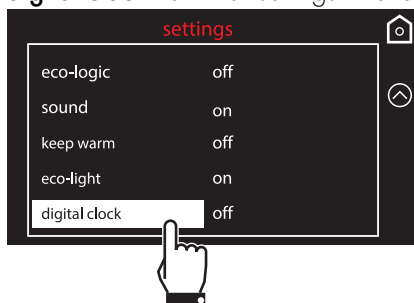 settings
eco-logic off
sound on
keep warm off
eco-light on
digital clock off